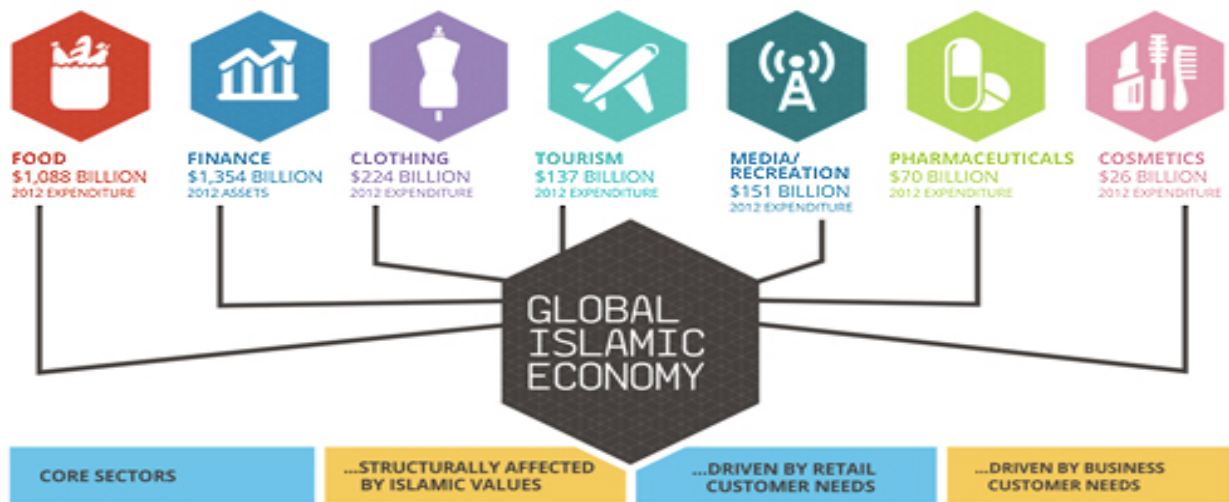 FOOD
$1,088 BILLION
2012 EXPENDITURE
FINANCE
$1,354 BILLION
2012 ASSETS
CLOTHING
$224 BILLION
2012 EXPENDITURE
TOURISM
$137 BILLION
2012 EXPENDITURE
MEDIA/
RECREATION
$151 BILLION
2012 EXPENDITURE
PHARMACEUTICALS
$70 BILLION
2012 EXPENDITURE
COSMETICS
$26 BILLION
2012 EXPENDITURE
GLOBAL
ISLAMIC
ECONOMY
CORE SECTORS
...STRUCTURALLY AFFECTED
BY ISLAMIC VALUES
...DRIVEN BY RETAIL
CUSTOMER NEEDS
...DRIVEN BY BUSINESS
CUSTOMER NEEDS